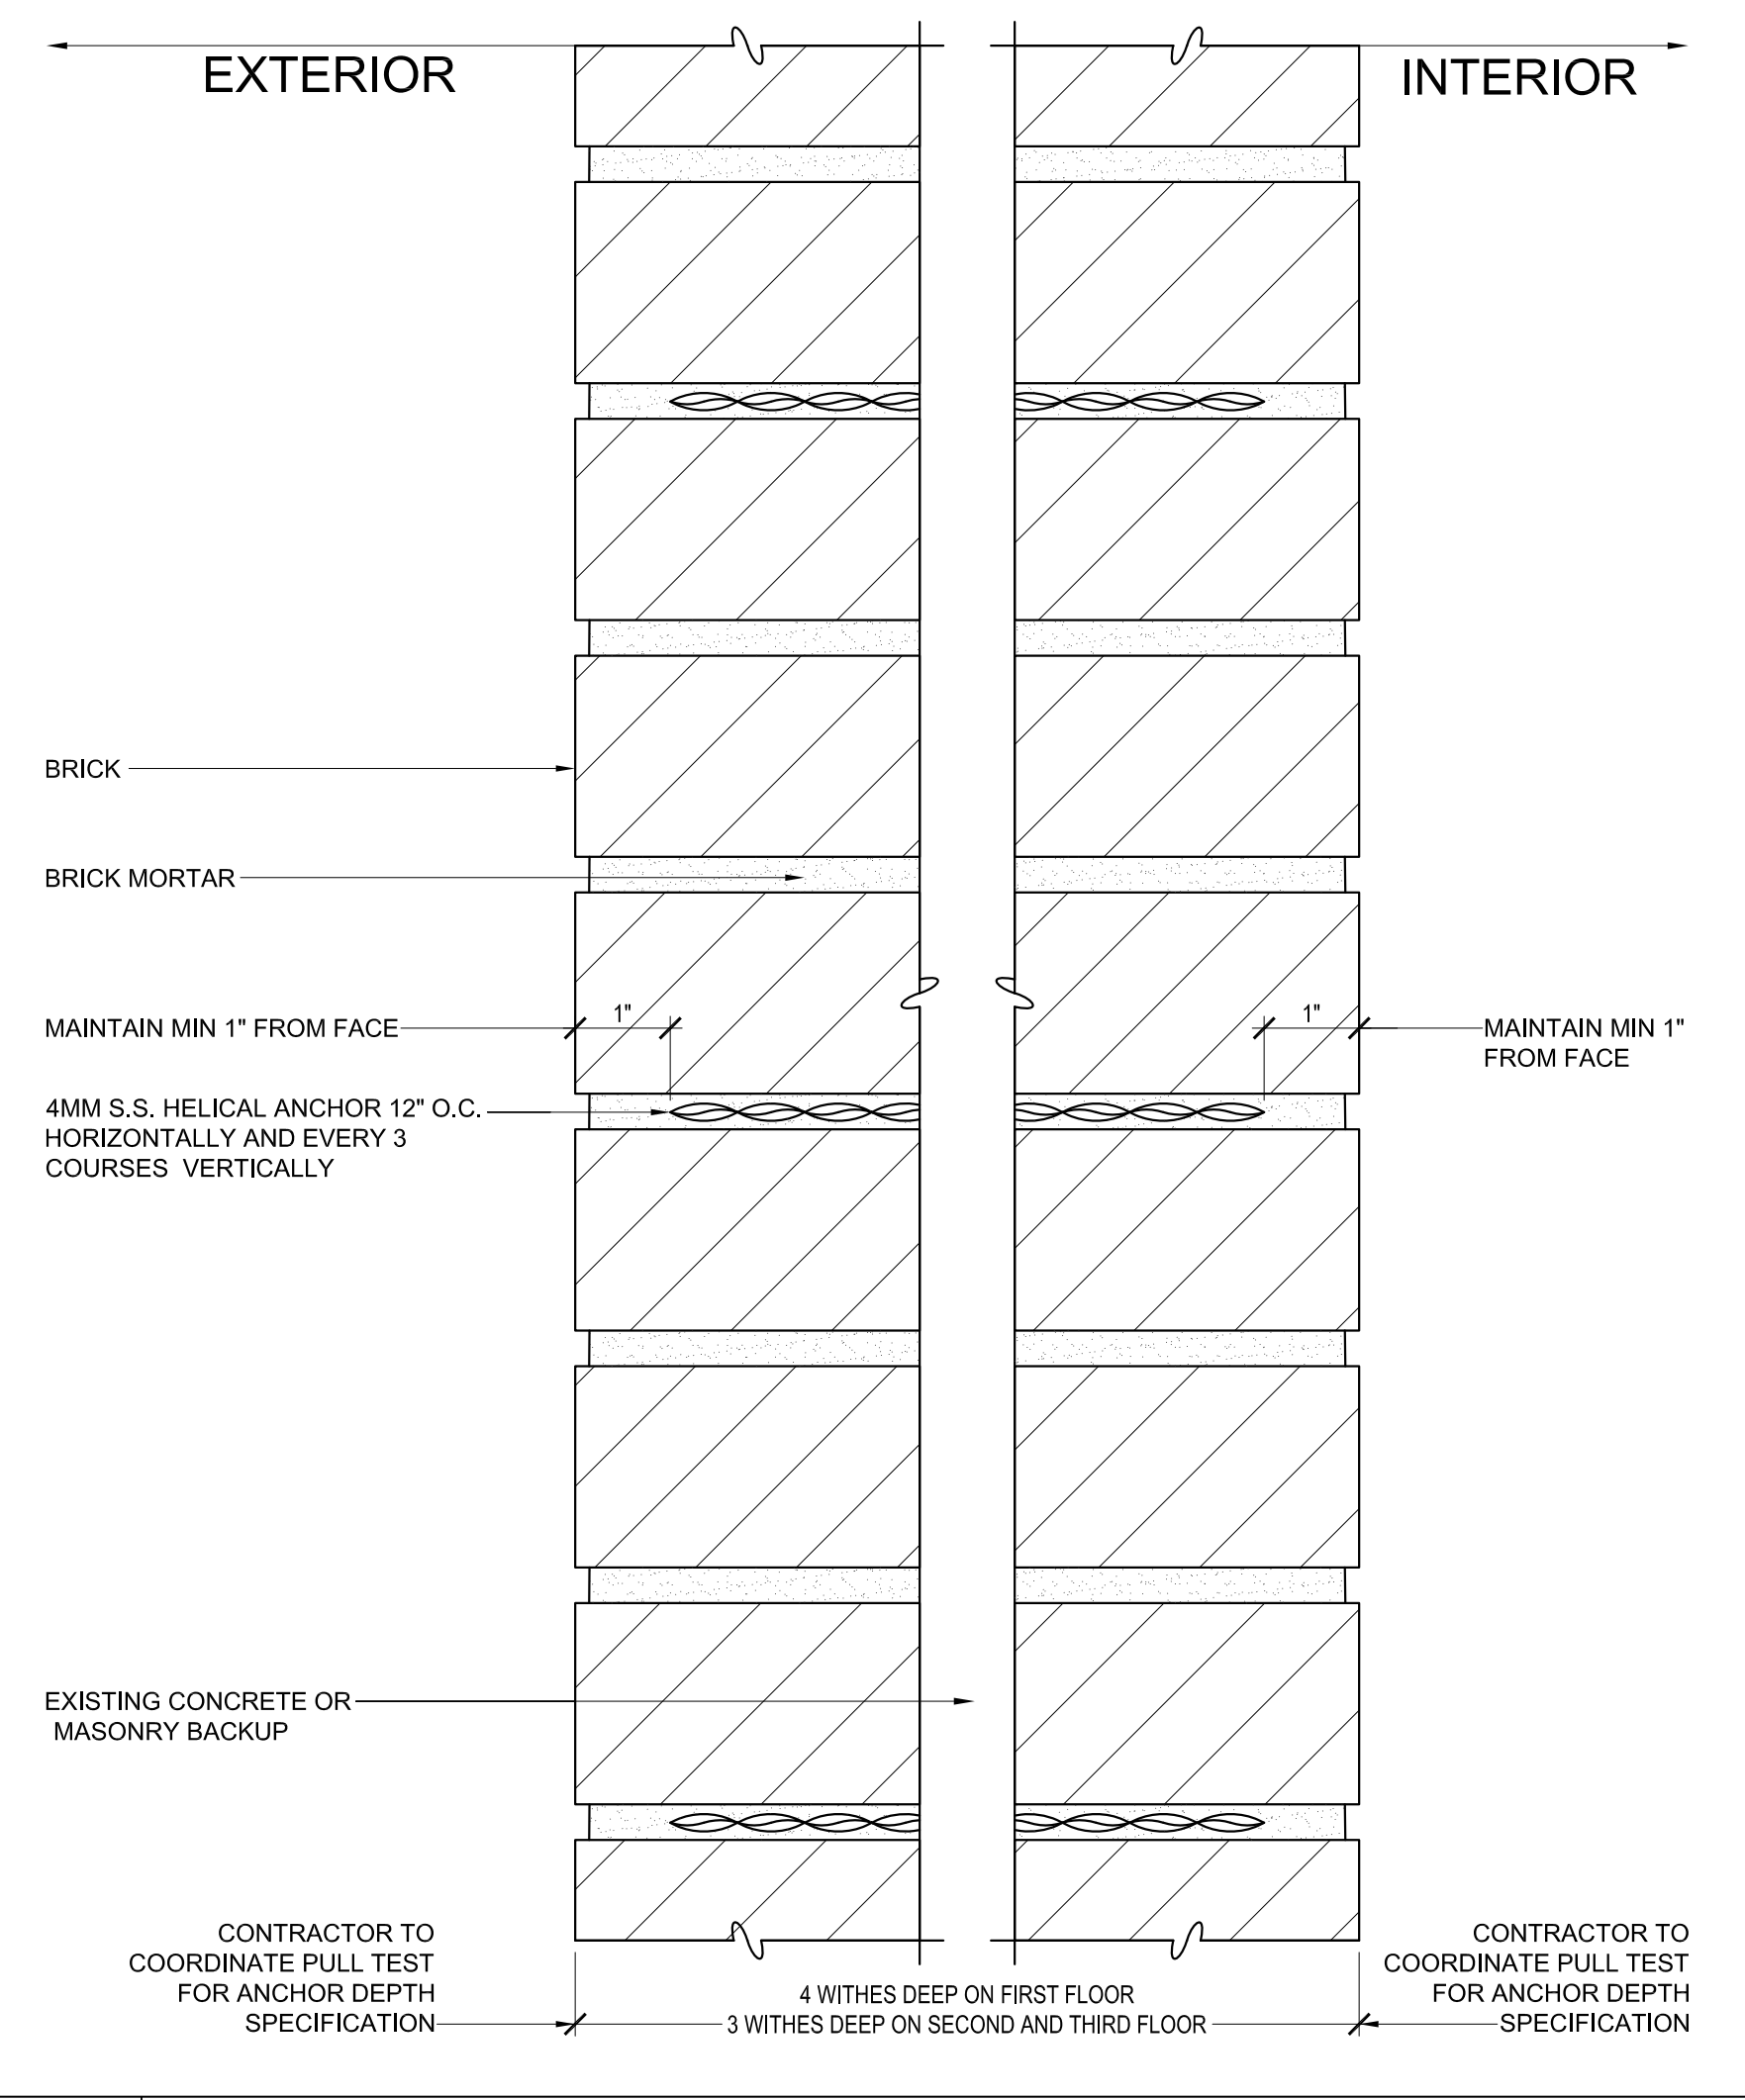 EXTERIOR
INTERIOR
BRICK
BRICK MORTAR
1"
1"
MAINTAIN MIN 1" FROM FACE
MAINTAIN MIN 1"
FROM FACE
4MM S.S. HELICAL ANCHOR 12" O.C.
HORIZONTALLY AND EVERY 3
COURSES VERTICALLY
EXISTING CONCRETE OR
MASONRY BACKUP
CONTRACTOR TO
COORDINATE PULL TEST
FOR ANCHOR DEPTH
SPECIFICATION
4 WITHES DEEP ON FIRST FLOOR
3 WITHES DEEP ON SECOND AND THIRD FLOOR
CONTRACTOR TO
COORDINATE PULL TEST
FOR ANCHOR DEPTH
SPECIFICATION